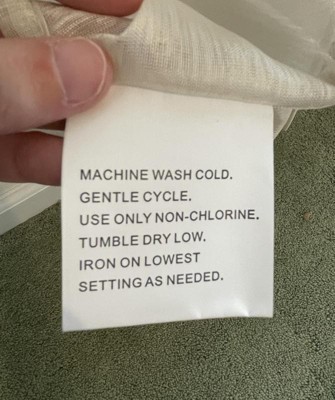 MACHINE WASH COLD.
GENTLE CYCLE.
USE ONLY NON-CHLORINE.
TUMBLE DRY LOW.
IRON ON LOWEST
SETTING AS NEEDED.